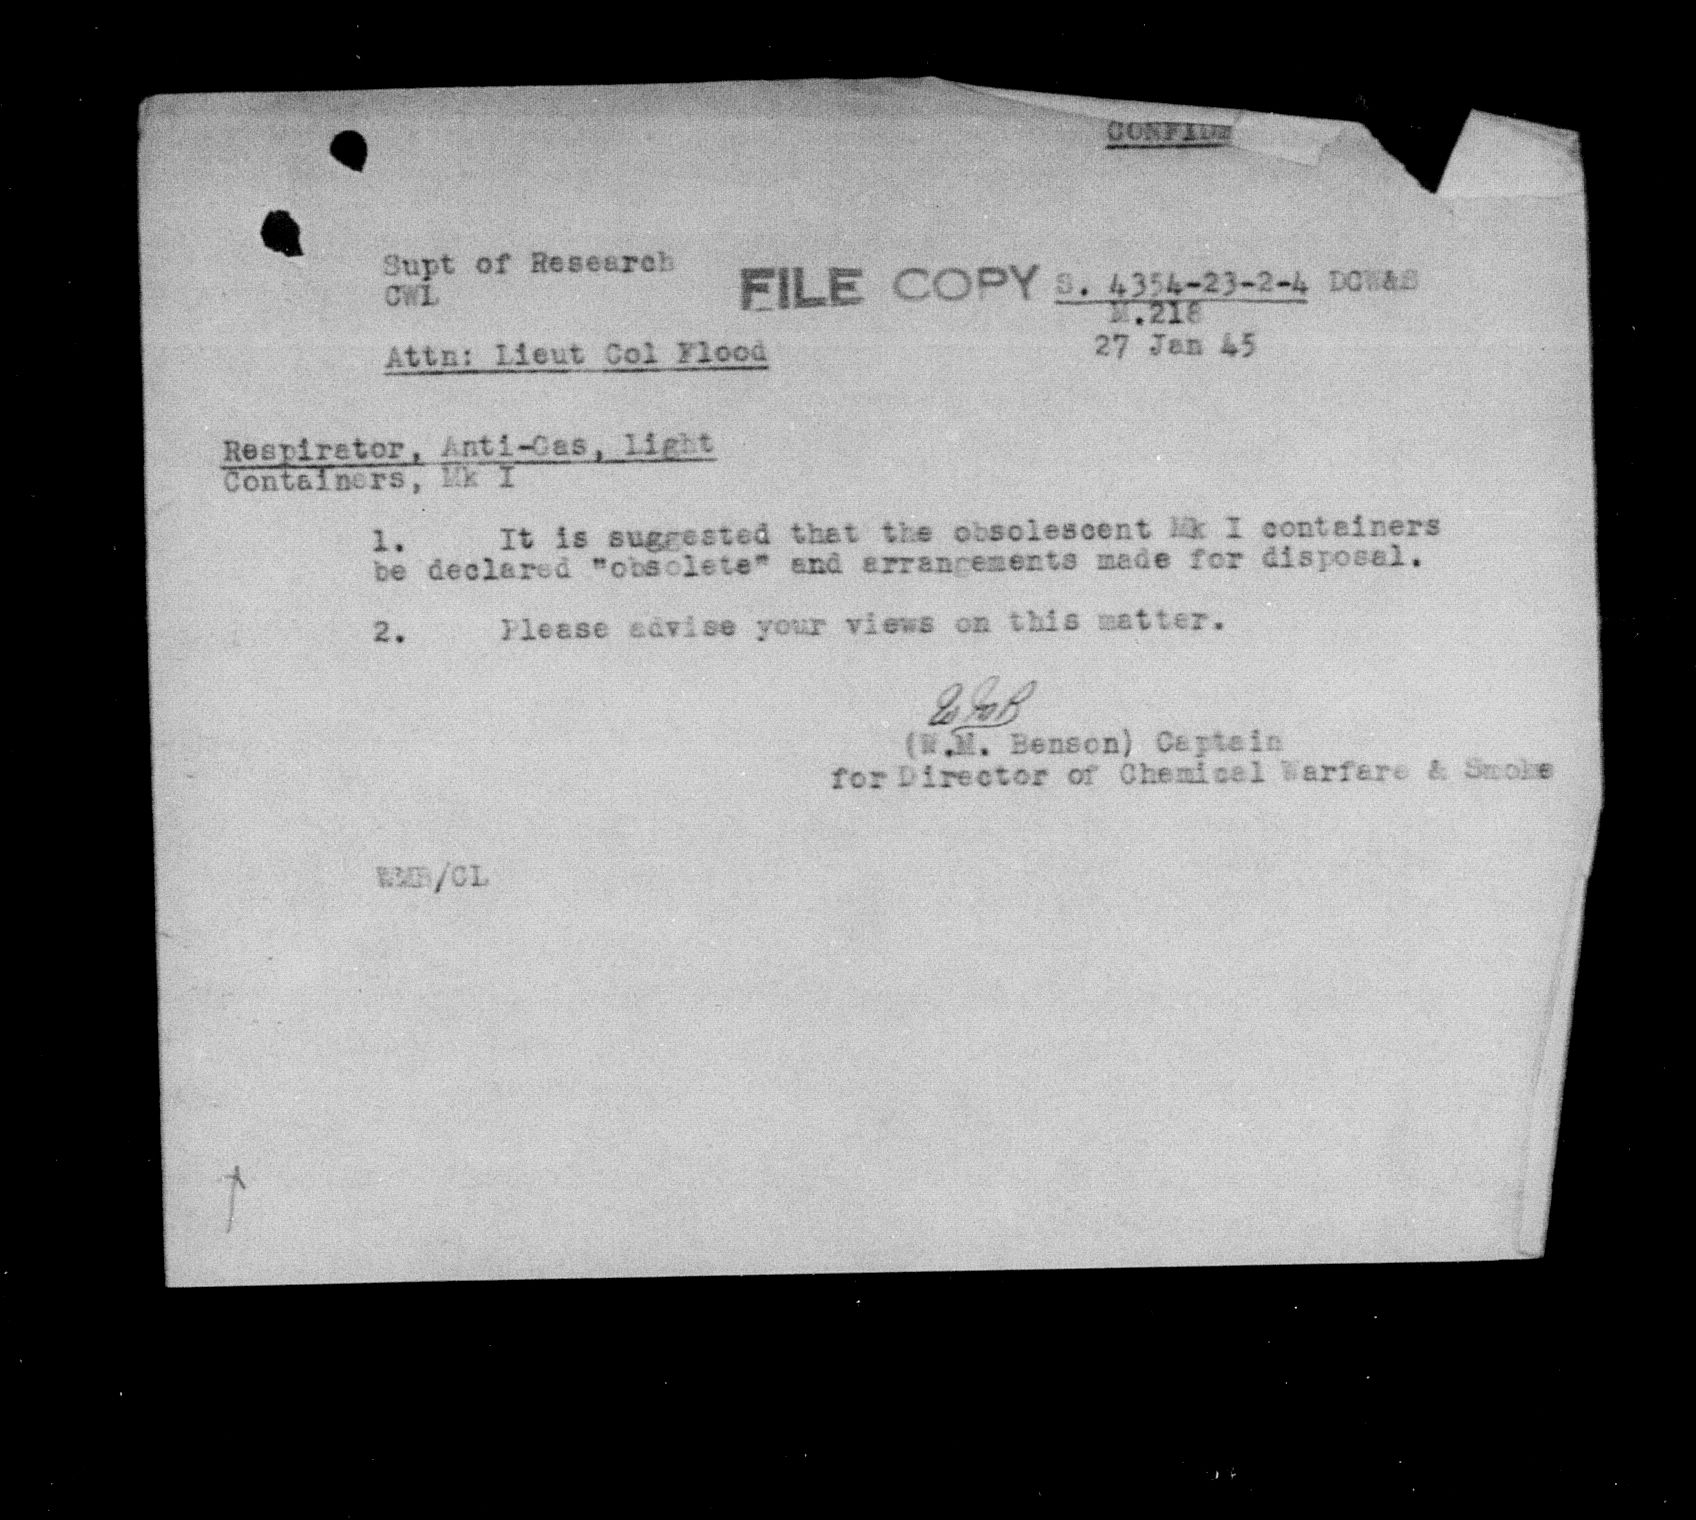 CONFIDE
Supt of Research
CWL
FILE COPY
S. 4354-23-2-4 DCW&S
M.218
27 Jan 45
Attn: Lieut Col Flood
Respirator, Anti-Gas, Light
Containers, Mk I
1. It is suggested that the obsolescent Mk I containers
be declared "obsolete" and arrangements made for disposal.
2. Please advise your views on this matter.
(W.M. Benson) Captain
for Director of Chemical Warfare & Smoke
WMB/CL